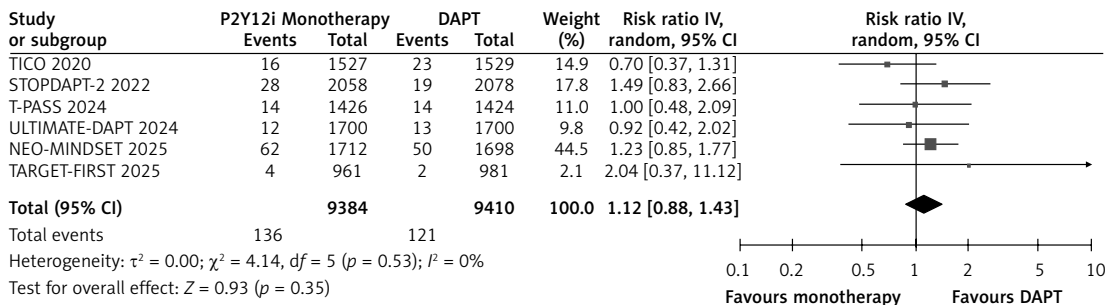 Study P2Y12i Monotherapy DAPT Weight Risk ratio IV, Risk ratio IV,
or subgroup Events Total Events Total (%) random, 95% CI random, 95% CI
TICO 2020 16 1527 23 1529 14.9 0.70 [0.37, 1.31]
STOPDAPT-2 2022 28 2058 19 2078 17.8 1.49 [0.83, 2.66]
T-PASS 2024 14 1426 14 1424 11.0 1.00 [0.48, 2.09]
ULTIMATE-DAPT 2024 12 1700 13 1700 9.8 0.92 [0.42, 2.02]
NEO-MINDSET 2025 62 1712 50 1698 44.5 1.23 [0.85, 1.77]
TARGET-FIRST 2025 4 961 2 981 2.1 2.04 [0.37, 11.12]
Total (95% CI) 9384 9410 100.0 1.12 [0.88, 1.43]
Total events 136 121
Heterogeneity: τ² = 0.00; χ² = 4.14, df = 5 (p = 0.53); I² = 0%
Test for overall effect: Z = 0.93 (p = 0.35)
0.1 0.2 0.5 1 2 5 10
Favours monotherapy Favours DAPT